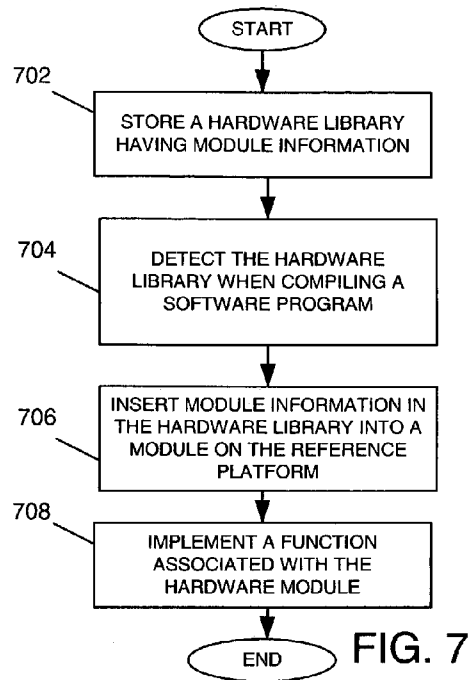 START
702
STORE A HARDWARE LIBRARY
HAVING MODULE INFORMATION
704
DETECT THE HARDWARE
LIBRARY WHEN COMPILING A
SOFTWARE PROGRAM
706
INSERT MODULE INFORMATION IN
THE HARDWARE LIBRARY INTO A
MODULE ON THE REFERENCE
PLATFORM
708
IMPLEMENT A FUNCTION
ASSOCIATED WITH THE
HARDWARE MODULE
END
FIG. 7